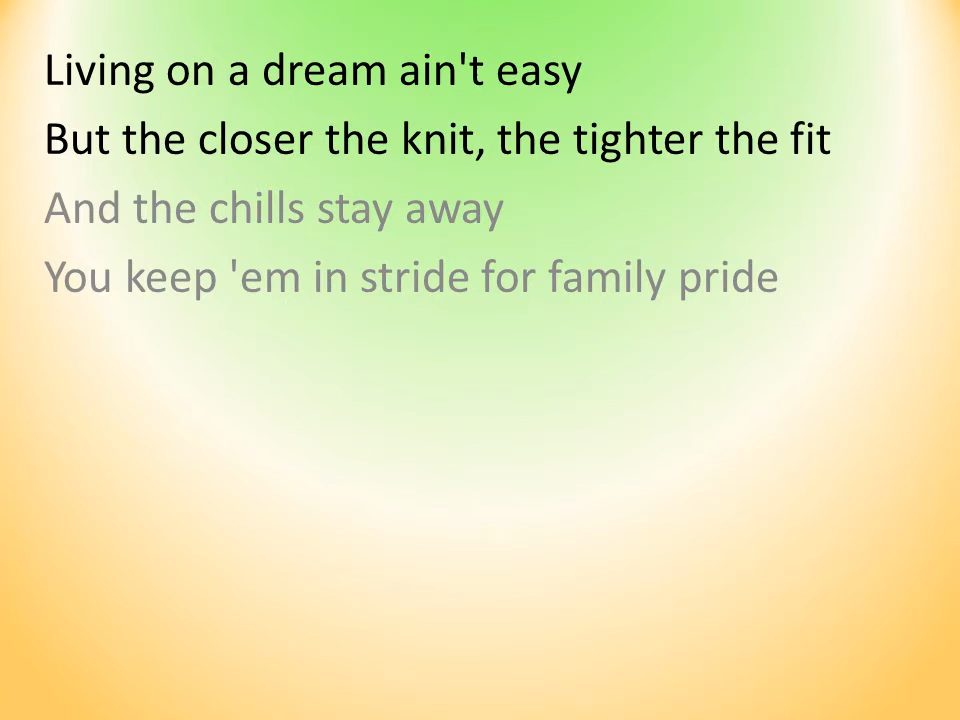 Living on a dream ain't easy
But the closer the knit, the tighter the fit
And the chills stay away
You keep 'em in stride for family pride